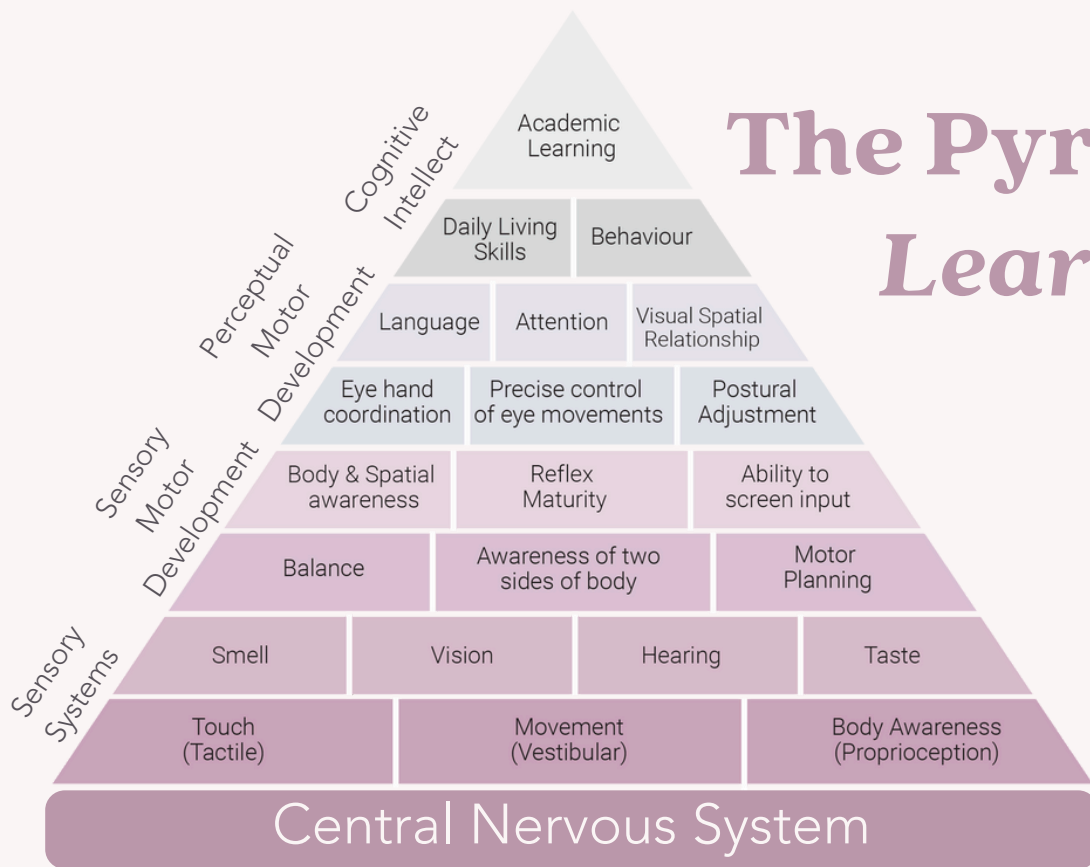 The Pyr
Lear
Cognitive
Intellect
Academic
Learning
Daily Living
Skills
Behaviour
Perceptual
Motor
Development
Language
Attention
Visual Spatial
Relationship
Eye hand
coordination
Precise control
of eye movements
Postural
Adjustment
Sensory
Motor
Development
Body & Spatial
awareness
Reflex
Maturity
Ability to
screen input
Balance
Awareness of two
sides of body
Motor
Planning
Sensory
Systems
Smell
Vision
Hearing
Taste
Touch
(Tactile)
Movement
(Vestibular)
Body Awareness
(Proprioception)
Central Nervous System